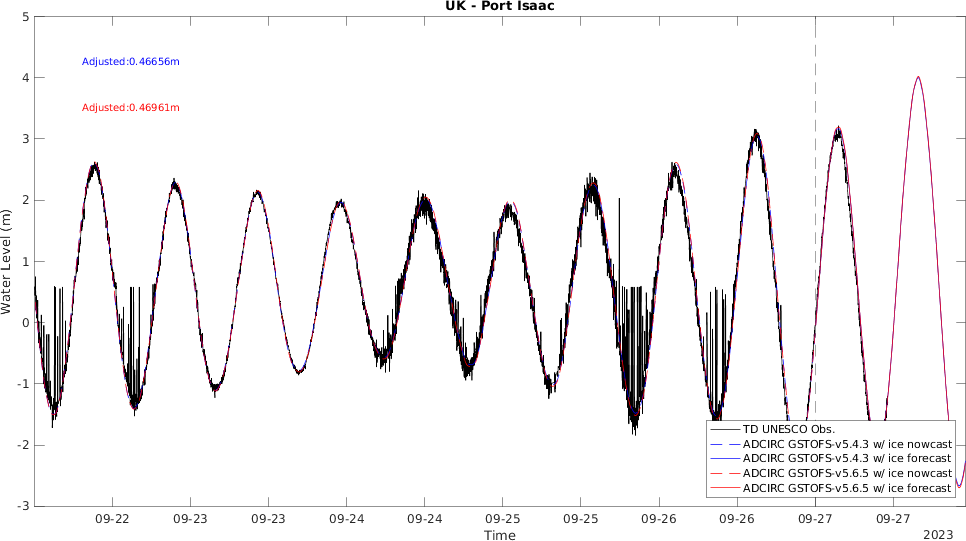 UK - Port Isaac
5
4
3
2
1
0
-1
-2
-3
Water Level (m)
Adjusted:0.46656m
Adjusted:0.46961m
TD UNESCO Obs.
ADCIRC GSTOFS-v5.4.3 w/ ice nowcast
ADCIRC GSTOFS-v5.4.3 w/ ice forecast
ADCIRC GSTOFS-v5.6.5 w/ ice nowcast
ADCIRC GSTOFS-v5.6.5 w/ ice forecast
09-22 09-23 09-23 09-24 09-24 09-25 09-25 09-26 09-26 09-27 09-27
Time
2023